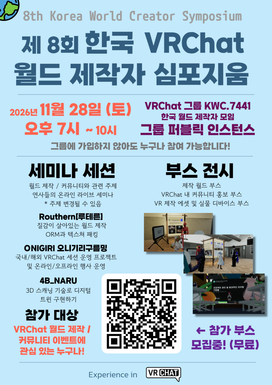 8th Korea World Creator Symposium
제 8회 한국 VRChat
월드 제작자 심포지움
2026년 11월 28일 (토)
오후 7시 ~ 10시
VRChat 그룹 KWC.7441
한국 월드 제작자 모임
그룹 퍼블릭 인스턴스
그룹에 가입하지 않아도 누구나 참여 가능합니다!
세미나 세션
월드 제작 / 커뮤니티와 관련 주제
연사들의 온라인 라이브 세미나
* 주제 변경될 수 있음
Routhern[루테른]
질감이 살아있는 월드 제작
ORM과 텍스쳐 패킹
ONIGIRI 오니기리구름밍
국내/해외 VRChat 세션 운영 프로젝트
및 온라인/오프라인 행사 운영
4B_NARU
3D 스캐닝 기술로 디지털
트윈 구현하기
참가 대상
VRChat 월드 제작 /
커뮤니티 이벤트에
관심 있는 누구나!
부스 전시
제작 월드 부스
VRChat 내 커뮤니티 홍보 부스
VR 제작 에셋 및 실물 디바이스 부스
← 참가 부스
모집중! (무료)
Experience in VRCHAT